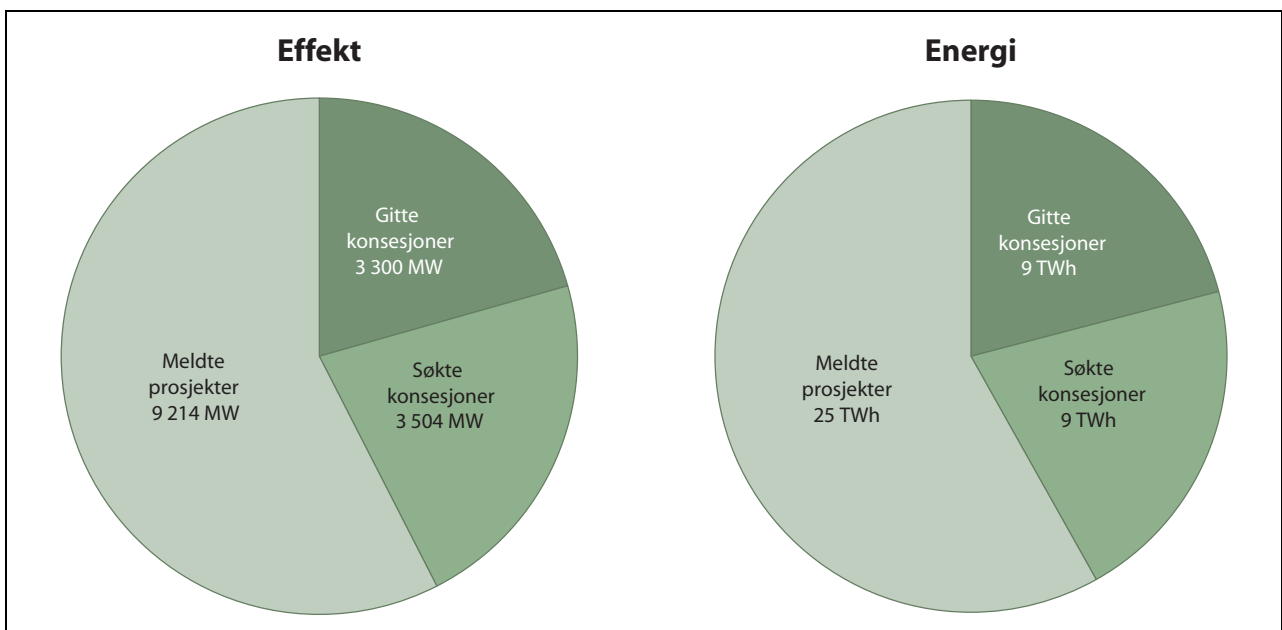 Effekt
Gitte
konsesjoner
3 300 MW
Søkte
konsesjoner
3 504 MW
Meldte
prosjekter
9 214 MW
Energi
Gitte
konsesjoner
9 TWh
Søkte
konsesjoner
9 TWh
Meldte
prosjekter
25 TWh